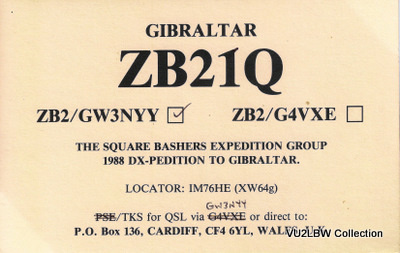 GIBRALTAR
ZB21Q
ZB2/GW3NYY ZB2/G4VXE
THE SQUARE BASHERS EXPEDITION GROUP
1988 DX-PEDITION TO GIBRALTAR.
LOCATOR: IM76HE (XW64g)
GW3NYY
PSE/TKS for QSL via G4VXE or direct to:
P.O. Box 136, CARDIFF, CF4 6YL, WALES, U.K.
VU2LBW Collection